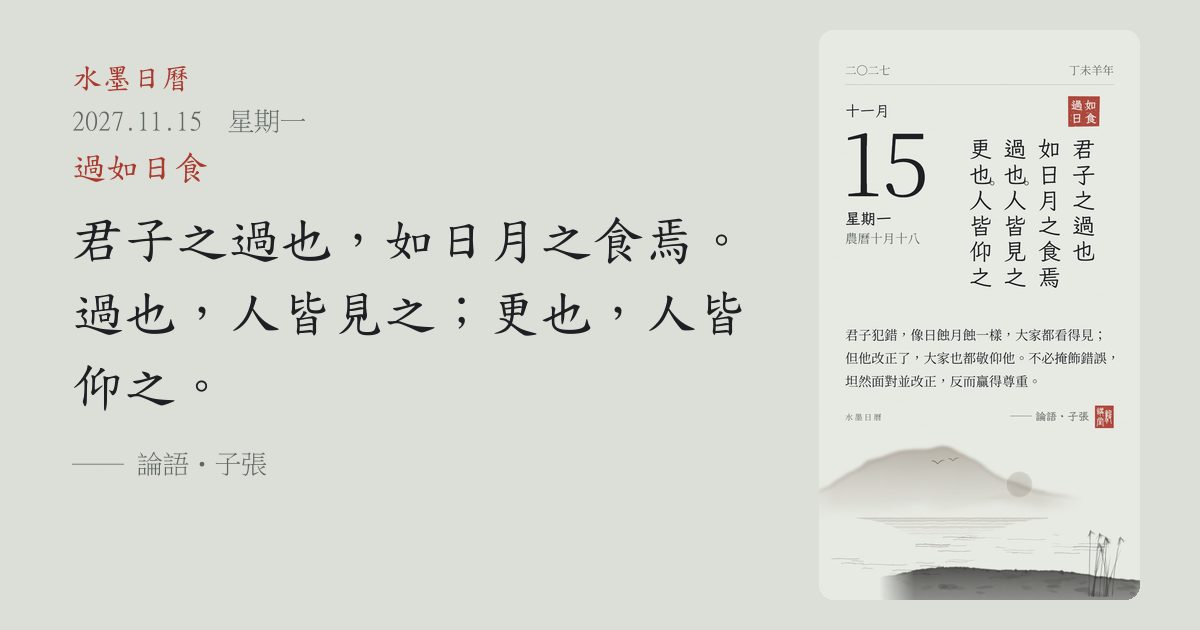 水墨日曆
2027.11.15 星期一
過如日食
君子之過也，如日月之食焉。
過也，人皆見之；更也，人皆
仰之。
—— 論語・子張
二〇二七
丁未羊年
十一月
15
星期一
農曆十月十八
如食
過日
君子之過也
如日月之食焉
過也。人皆見之
更也。人皆仰之
君子犯錯，像日蝕月蝕一樣，大家都看得見；
但他改正了，大家也都敬仰他。不必掩飾錯誤，
坦然面對並改正，反而贏得尊重。
水墨日曆
—— 論語・子張